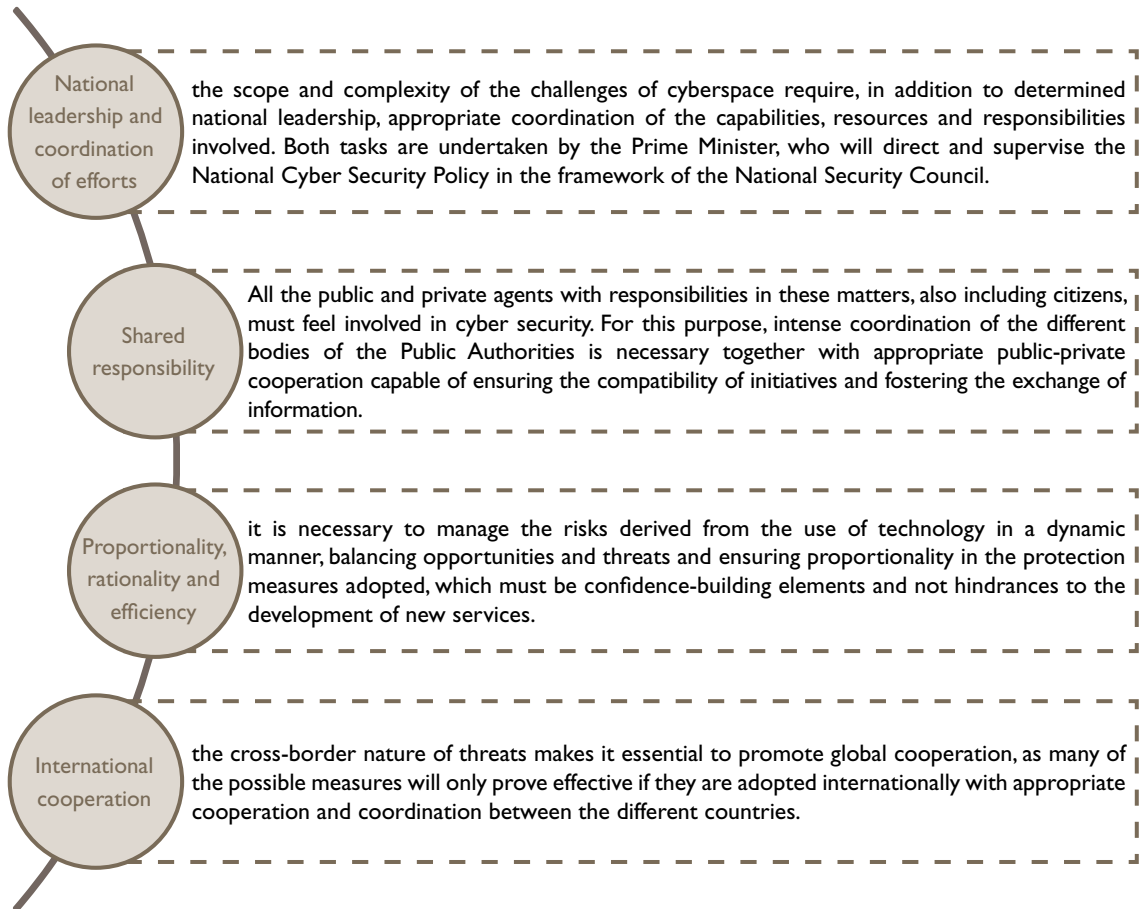 National
leadership and
coordination
of efforts
the scope and complexity of the challenges of cyberspace require, in addition to determined
national leadership, appropriate coordination of the capabilities, resources and responsibilities
involved. Both tasks are undertaken by the Prime Minister, who will direct and supervise the
National Cyber Security Policy in the framework of the National Security Council.
Shared
responsibility
All the public and private agents with responsibilities in these matters, also including citizens,
must feel involved in cyber security. For this purpose, intense coordination of the different
bodies of the Public Authorities is necessary together with appropriate public-private
cooperation capable of ensuring the compatibility of initiatives and fostering the exchange of
information.
Proportionality,
rationality and
efficiency
it is necessary to manage the risks derived from the use of technology in a dynamic
manner, balancing opportunities and threats and ensuring proportionality in the protection
measures adopted, which must be confidence-building elements and not hindrances to the
development of new services.
International
cooperation
the cross-border nature of threats makes it essential to promote global cooperation, as many of
the possible measures will only prove effective if they are adopted internationally with appropriate
cooperation and coordination between the different countries.